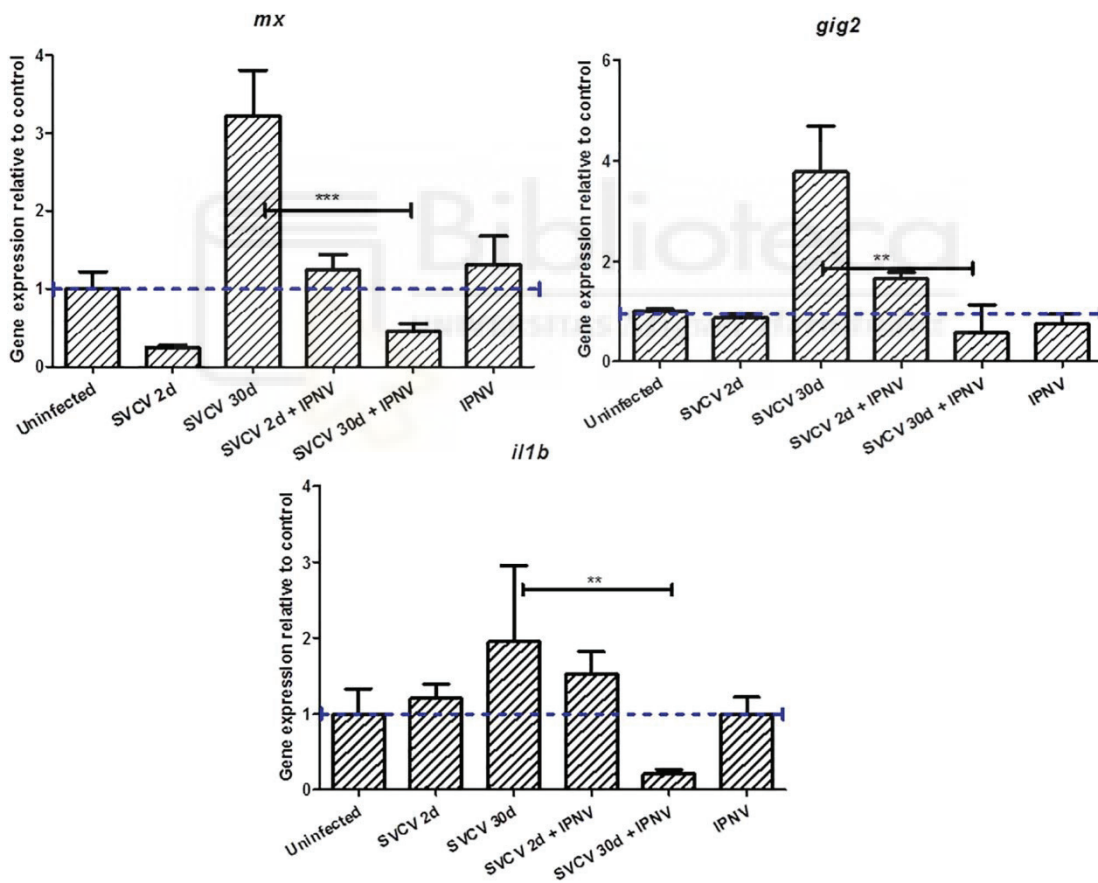 mx
Gene expression relative to control
4
3
2
1
0
***
Uninfected
SVCV 2d
SVCV 30d
SVCV 2d + IPNV
SVCV 30d + IPNV
IPNV
gig2
Gene expression relative to control
6
4
2
0
**
Uninfected
SVCV 2d
SVCV 30d
SVCV 2d + IPNV
SVCV 30d + IPNV
IPNV
Biblioteca
il1b
Gene expression relative to control
4
3
2
1
0
**
Uninfected
SVCV 2d
SVCV 30d
SVCV 2d + IPNV
SVCV 30d + IPNV
IPNV